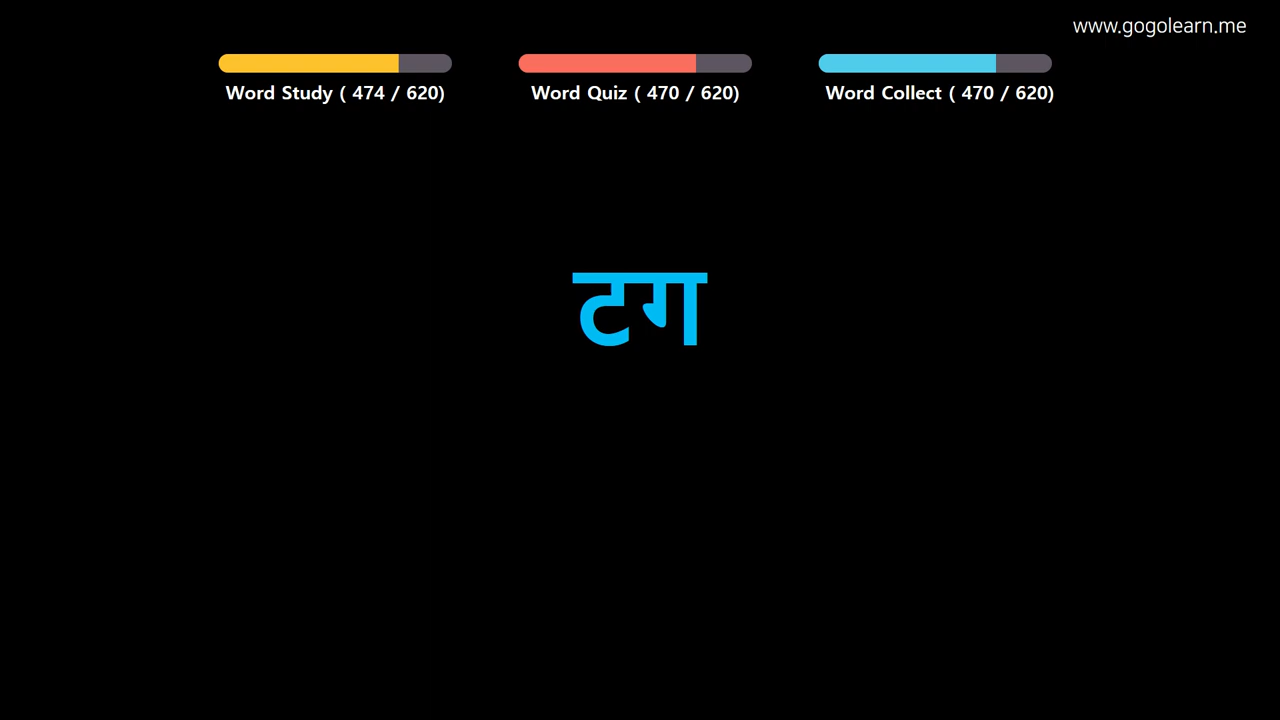 www.gogolearn.me
Word Study ( 474 / 620)
Word Quiz ( 470 / 620)
Word Collect ( 470 / 620)
टग